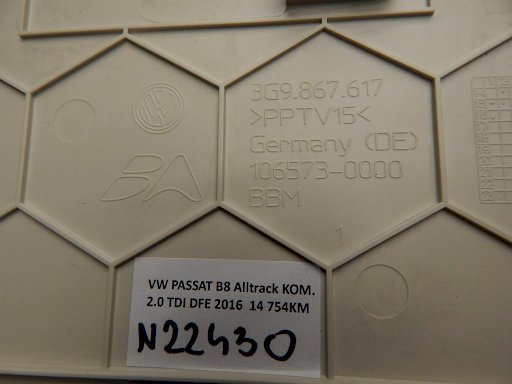 3G9.867.617
>PPTV15<
Germany (DE)
106573-0000
BBM
1
VW PASSAT B8 Alltrack KOM.
2.0 TDI DFE 2016 14 754KM
N22430